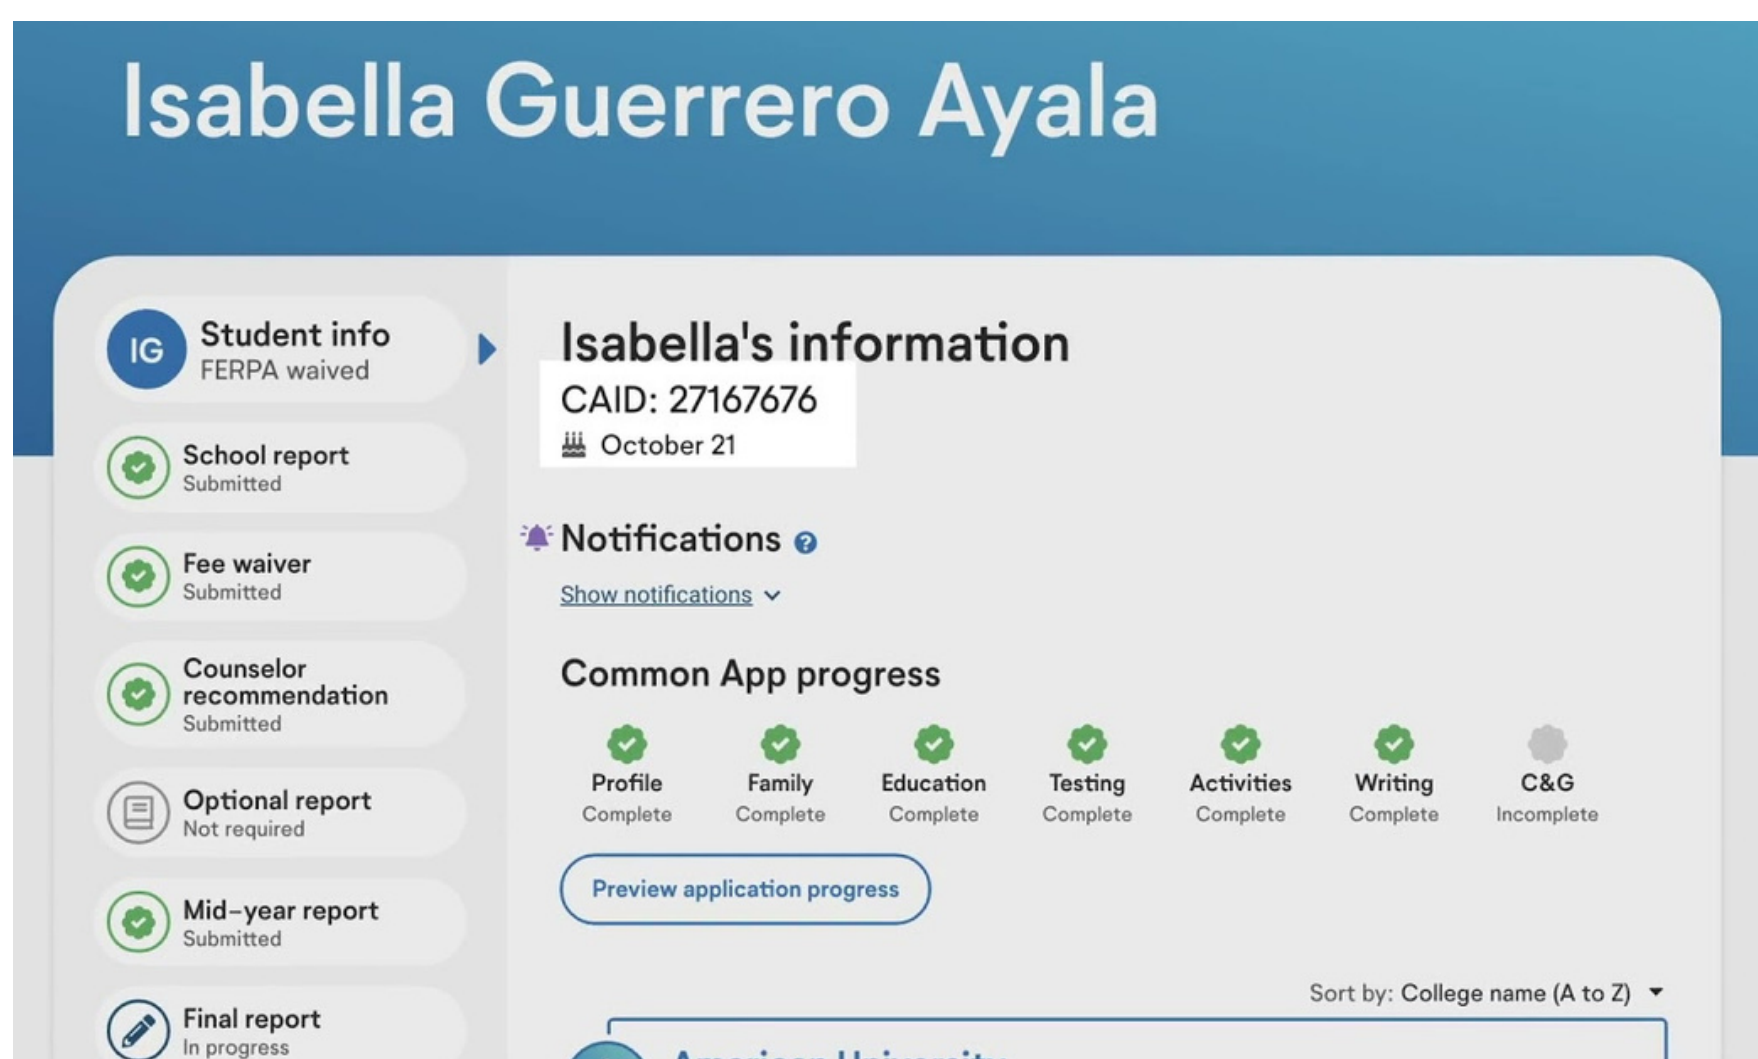 Isabella Guerrero Ayala
IG
Student info
FERPA waived
School report
Submitted
Fee waiver
Submitted
Counselor
recommendation
Submitted
Optional report
Not required
Mid-year report
Submitted
Final report
In progress
Isabella's information
CAID: 27167676
October 21
Notifications ?
Show notifications
Common App progress
Profile
Complete
Family
Complete
Education
Complete
Testing
Complete
Activities
Complete
Writing
Complete
C&G
Incomplete
Preview application progress
Sort by: College name (A to Z)
American University